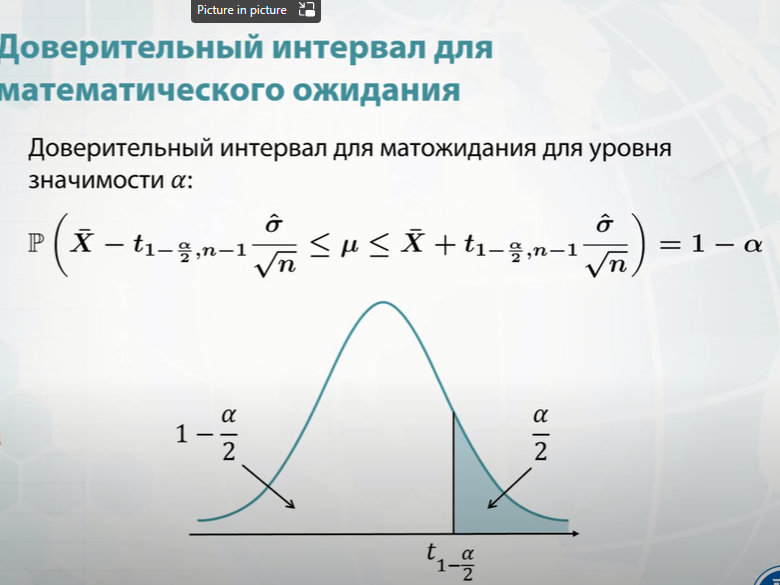 Picture in picture
Доверительный интервал для
математического ожидания
Доверительный интервал для матожидания для уровня
значимости α:
ℙ ( X̄ − t_{1−α/2,n−1} σ̂/√n ≤ μ ≤ X̄ + t_{1−α/2,n−1} σ̂/√n ) = 1 − α
1 − α/2
α/2
t_{1−α/2}